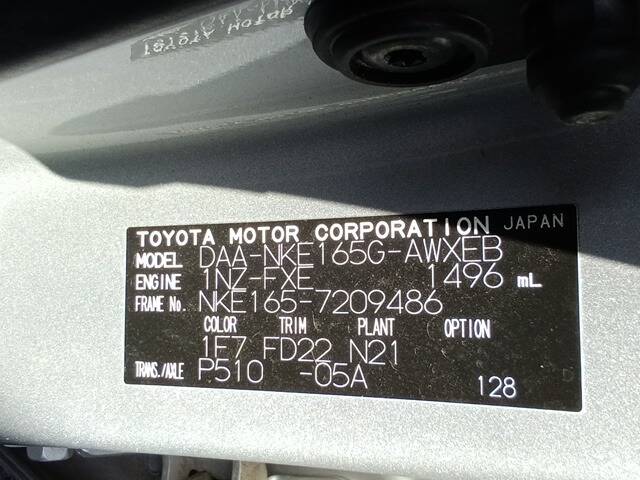 TOYOTA MOTOR CORPORATION JAPAN
MODEL DAA-NKE165G-AWXEB
ENGINE 1NZ-FXE 1496 mL
FRAME No. NKE165-7209486
COLOR TRIM PLANT OPTION
1F7 FD22 N21
TRANS./AXLE P510 -05A 128